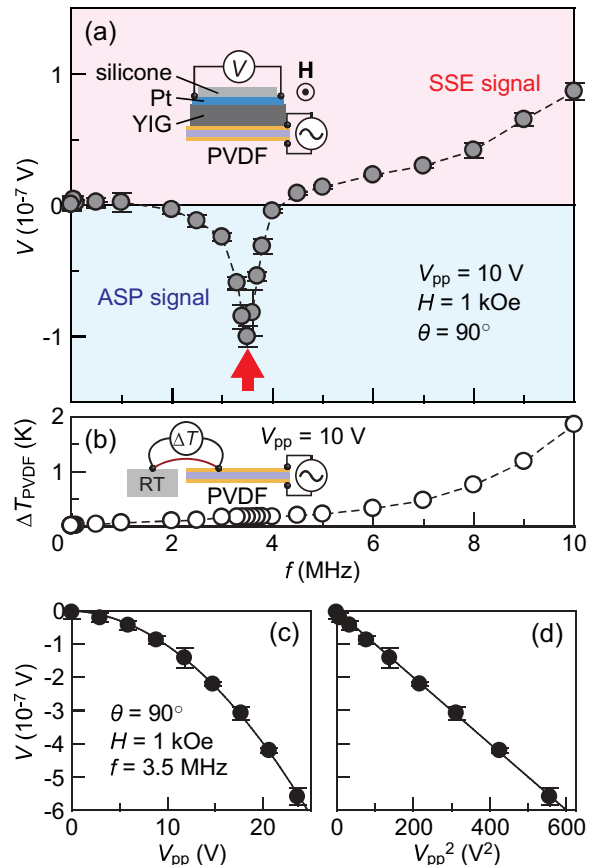 (a)
V
H
silicone
Pt
YIG
PVDF
SSE signal
ASP signal
Vpp = 10 V
H = 1 kOe
θ = 90°
V (10⁻⁷ V)
1
0
-1
(b)
ΔT
Vpp = 10 V
RT
PVDF
ΔT_PVDF (K)
2
1
0
0 2 4 6 8 10
f (MHz)
(c)
θ = 90°
H = 1 kOe
f = 3.5 MHz
V (10⁻⁷ V)
0
-1
-2
-3
-4
-5
-6
0 10 20
Vpp (V)
(d)
0 200 400 600
Vpp² (V²)